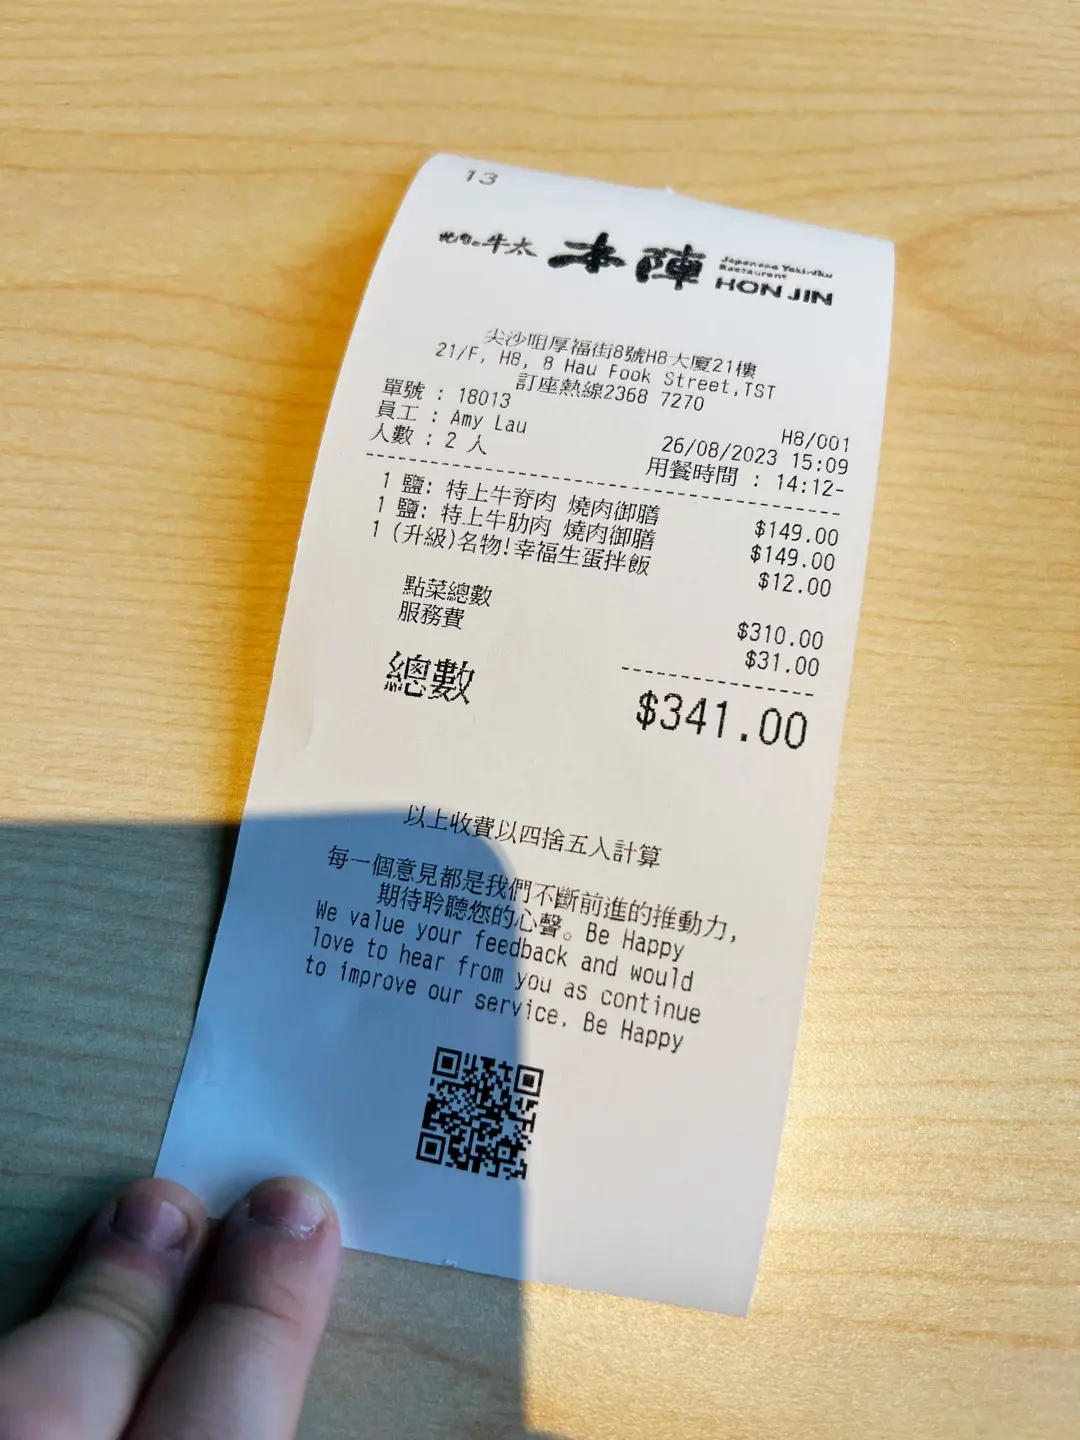 13
牛太 本陣 Japanese Yakiniku Restaurant HON JIN
尖沙咀厚福街8號H8大廈21樓
21/F, H8, 8 Hau Fook Street,TST
訂座熱線2368 7270
H8/001
單號 : 18013 26/08/2023 15:09
員工 : Amy Lau 用餐時間 : 14:12-
人數 : 2 人
1 鹽: 特上牛脊肉 燒肉御膳 $149.00
1 鹽: 特上牛肋肉 燒肉御膳 $149.00
1 (升級)名物!幸福生蛋拌飯 $12.00
點菜總數 $310.00
服務費 $31.00
總數 $341.00
以上收費以四捨五入計算
每一個意見都是我們不斷前進的推動力,
期待聆聽您的心聲。Be Happy
We value your feedback and would
love to hear from you as continue
to improve our service. Be Happy